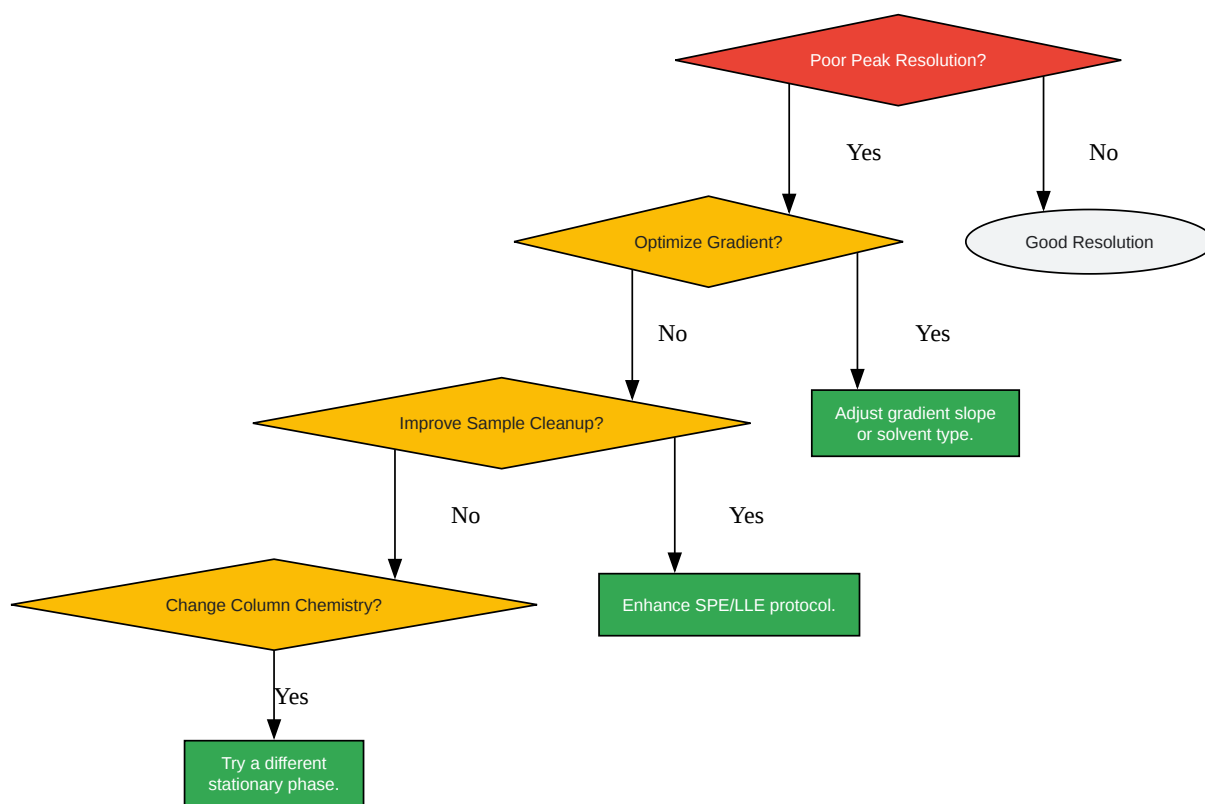 Poor Peak Resolution?
Yes
No
Optimize Gradient?
Good Resolution
No
Yes
Improve Sample Cleanup?
Adjust gradient slope
or solvent type.
No
Yes
Change Column Chemistry?
Enhance SPE/LLE protocol.
Yes
Try a different
stationary phase.